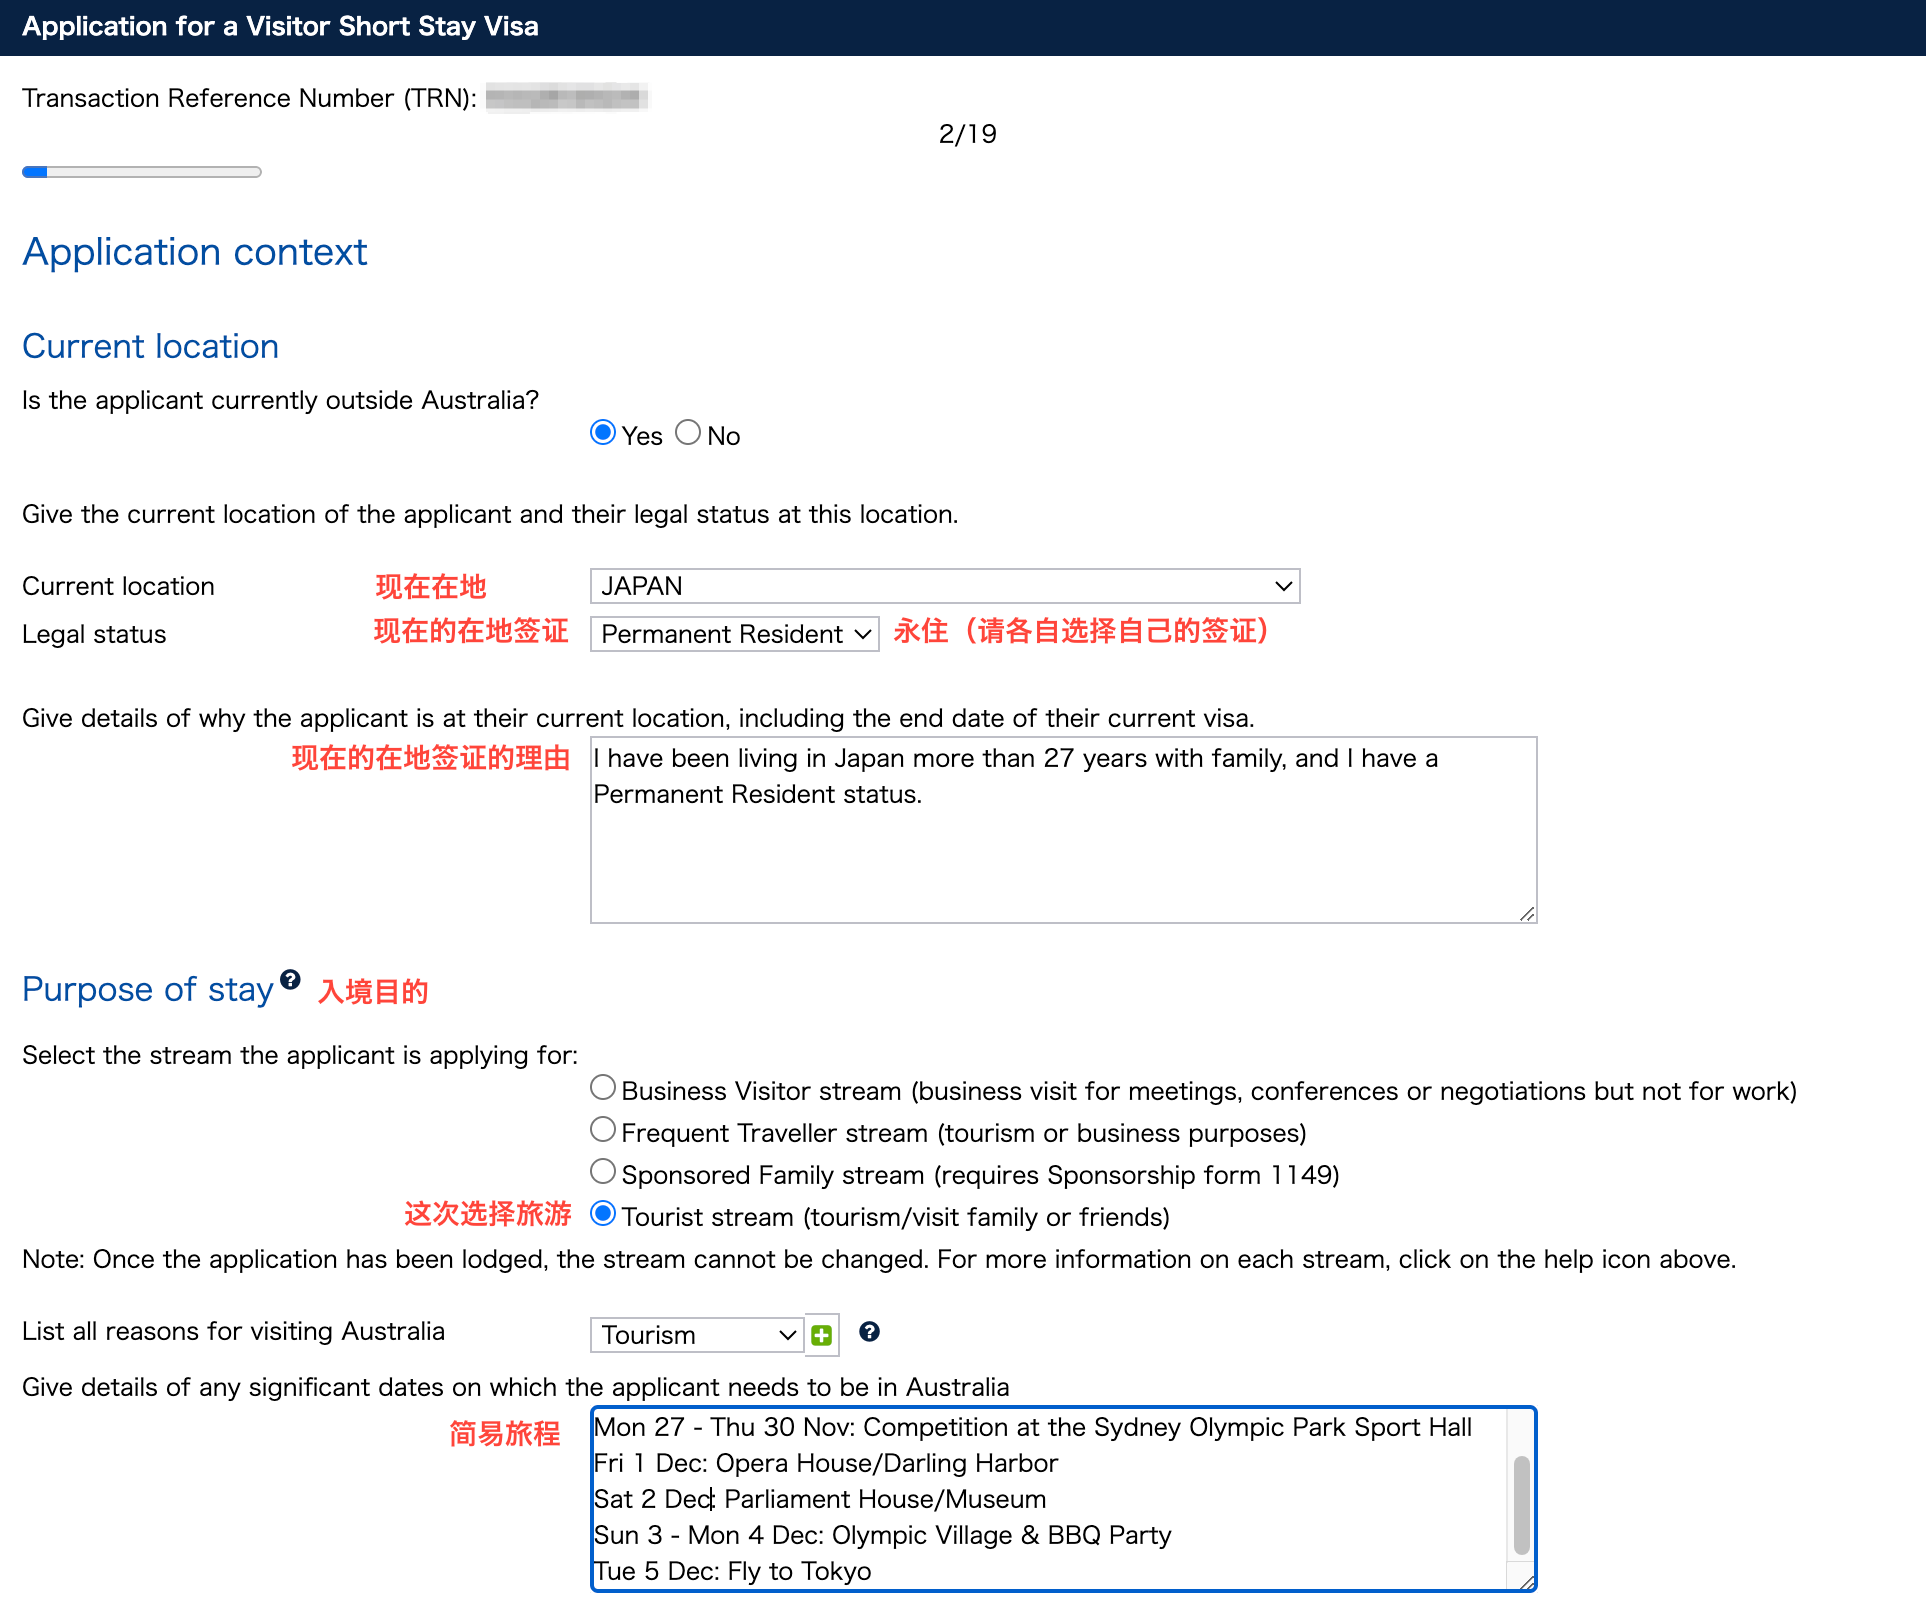 Application for a Visitor Short Stay Visa
Transaction Reference Number (TRN):
2/19
Application context
Current location
Is the applicant currently outside Australia?
Yes No
Give the current location of the applicant and their legal status at this location.
Current location 现在在地 JAPAN
Legal status 现在的在地签证 Permanent Resident 永住（请各自选择自己的签证）
Give details of why the applicant is at their current location, including the end date of their current visa.
现在的在地签证的理由 I have been living in Japan more than 27 years with family, and I have a
Permanent Resident status.
Purpose of stay ? 入境目的
Select the stream the applicant is applying for:
Business Visitor stream (business visit for meetings, conferences or negotiations but not for work)
Frequent Traveller stream (tourism or business purposes)
Sponsored Family stream (requires Sponsorship form 1149)
这次选择旅游 Tourist stream (tourism/visit family or friends)
Note: Once the application has been lodged, the stream cannot be changed. For more information on each stream, click on the help icon above.
List all reasons for visiting Australia Tourism ?
Give details of any significant dates on which the applicant needs to be in Australia
简易旅程 Mon 27 - Thu 30 Nov: Competition at the Sydney Olympic Park Sport Hall
Fri 1 Dec: Opera House/Darling Harbor
Sat 2 Dec: Parliament House/Museum
Sun 3 - Mon 4 Dec: Olympic Village & BBQ Party
Tue 5 Dec: Fly to Tokyo